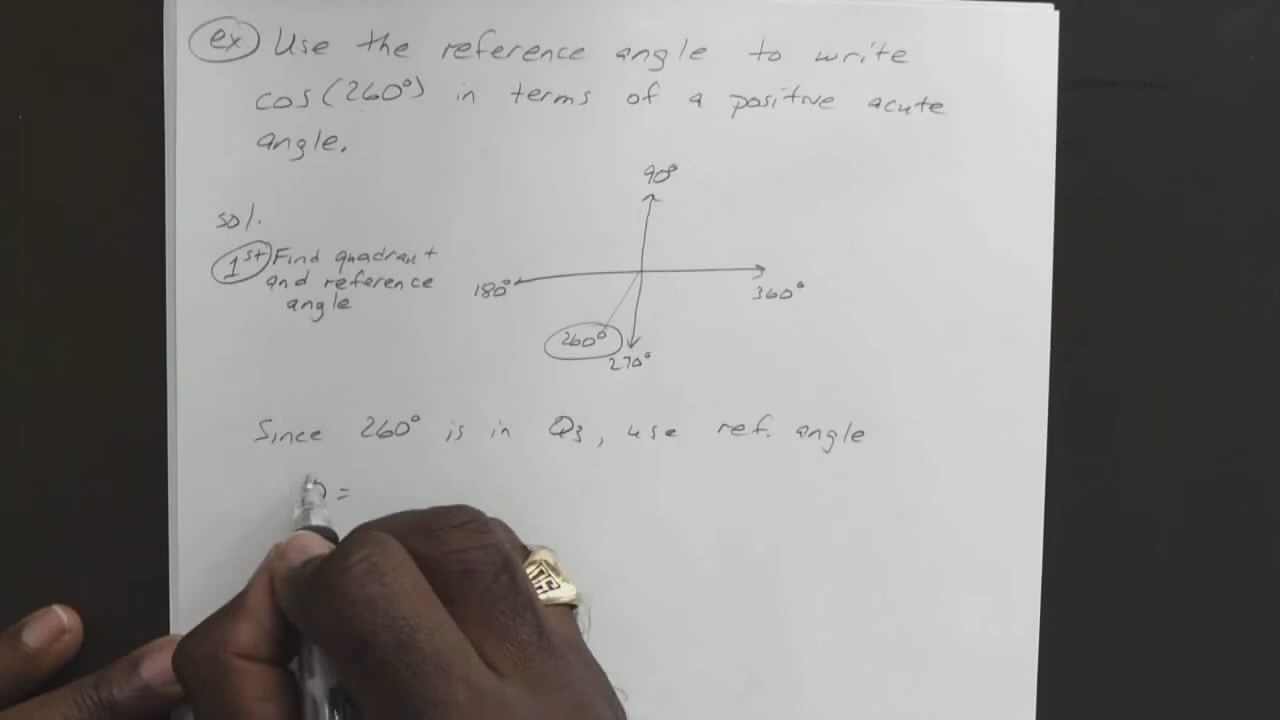 ex Use the reference angle to write
cos(260°) in terms of a positive acute
angle.
90°
sol.
1st Find quadrant
and reference
angle
180°
360°
260°
270°
Since 260° is in Q3, use ref. angle
=